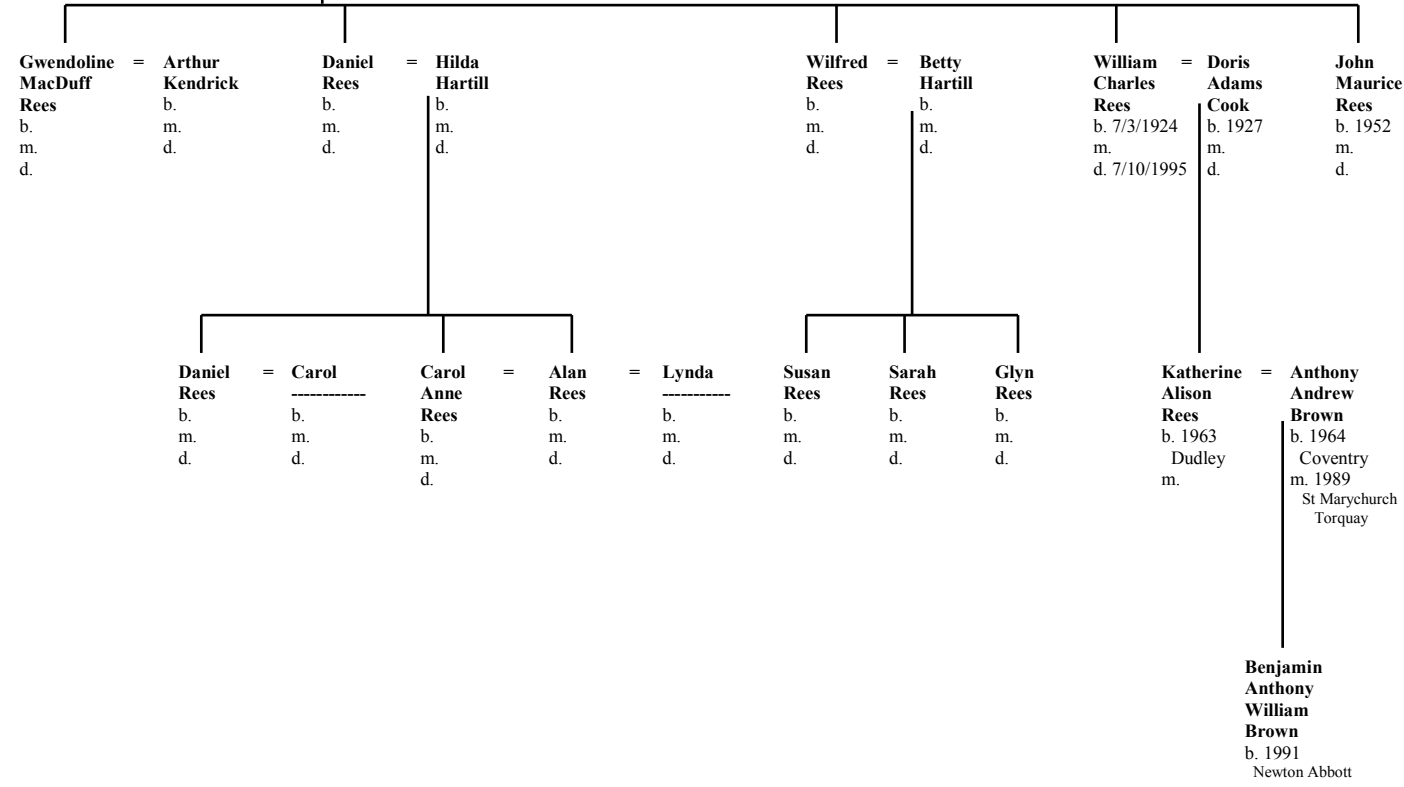 Gwendoline = Arthur
MacDuff Kendrick
Rees b.
b. m.
m. d.
d.
Daniel = Hilda
Rees Hartill
b. b.
m. m.
d. d.
Wilfred = Betty
Rees Hartill
b. b.
m. m.
d. d.
William = Doris
Charles Adams
Rees Cook
b. 7/3/1924 b. 1927
m. m.
d. 7/10/1995 d.
John
Maurice
Rees
b. 1952
m.
d.
Daniel = Carol
Rees ------------
b. b.
m. m.
d. d.
Carol = Alan = Lynda
Anne Rees -----------
Rees b. b.
b. m. m.
m. d. d.
d.
Susan
Rees
b.
m.
d.
Sarah
Rees
b.
m.
d.
Glyn
Rees
b.
m.
d.
Katherine = Anthony
Alison Andrew
Rees Brown
b. 1963 b. 1964
Dudley Coventry
m. m. 1989
St Marychurch
Torquay
Benjamin
Anthony
William
Brown
b. 1991
Newton Abbott